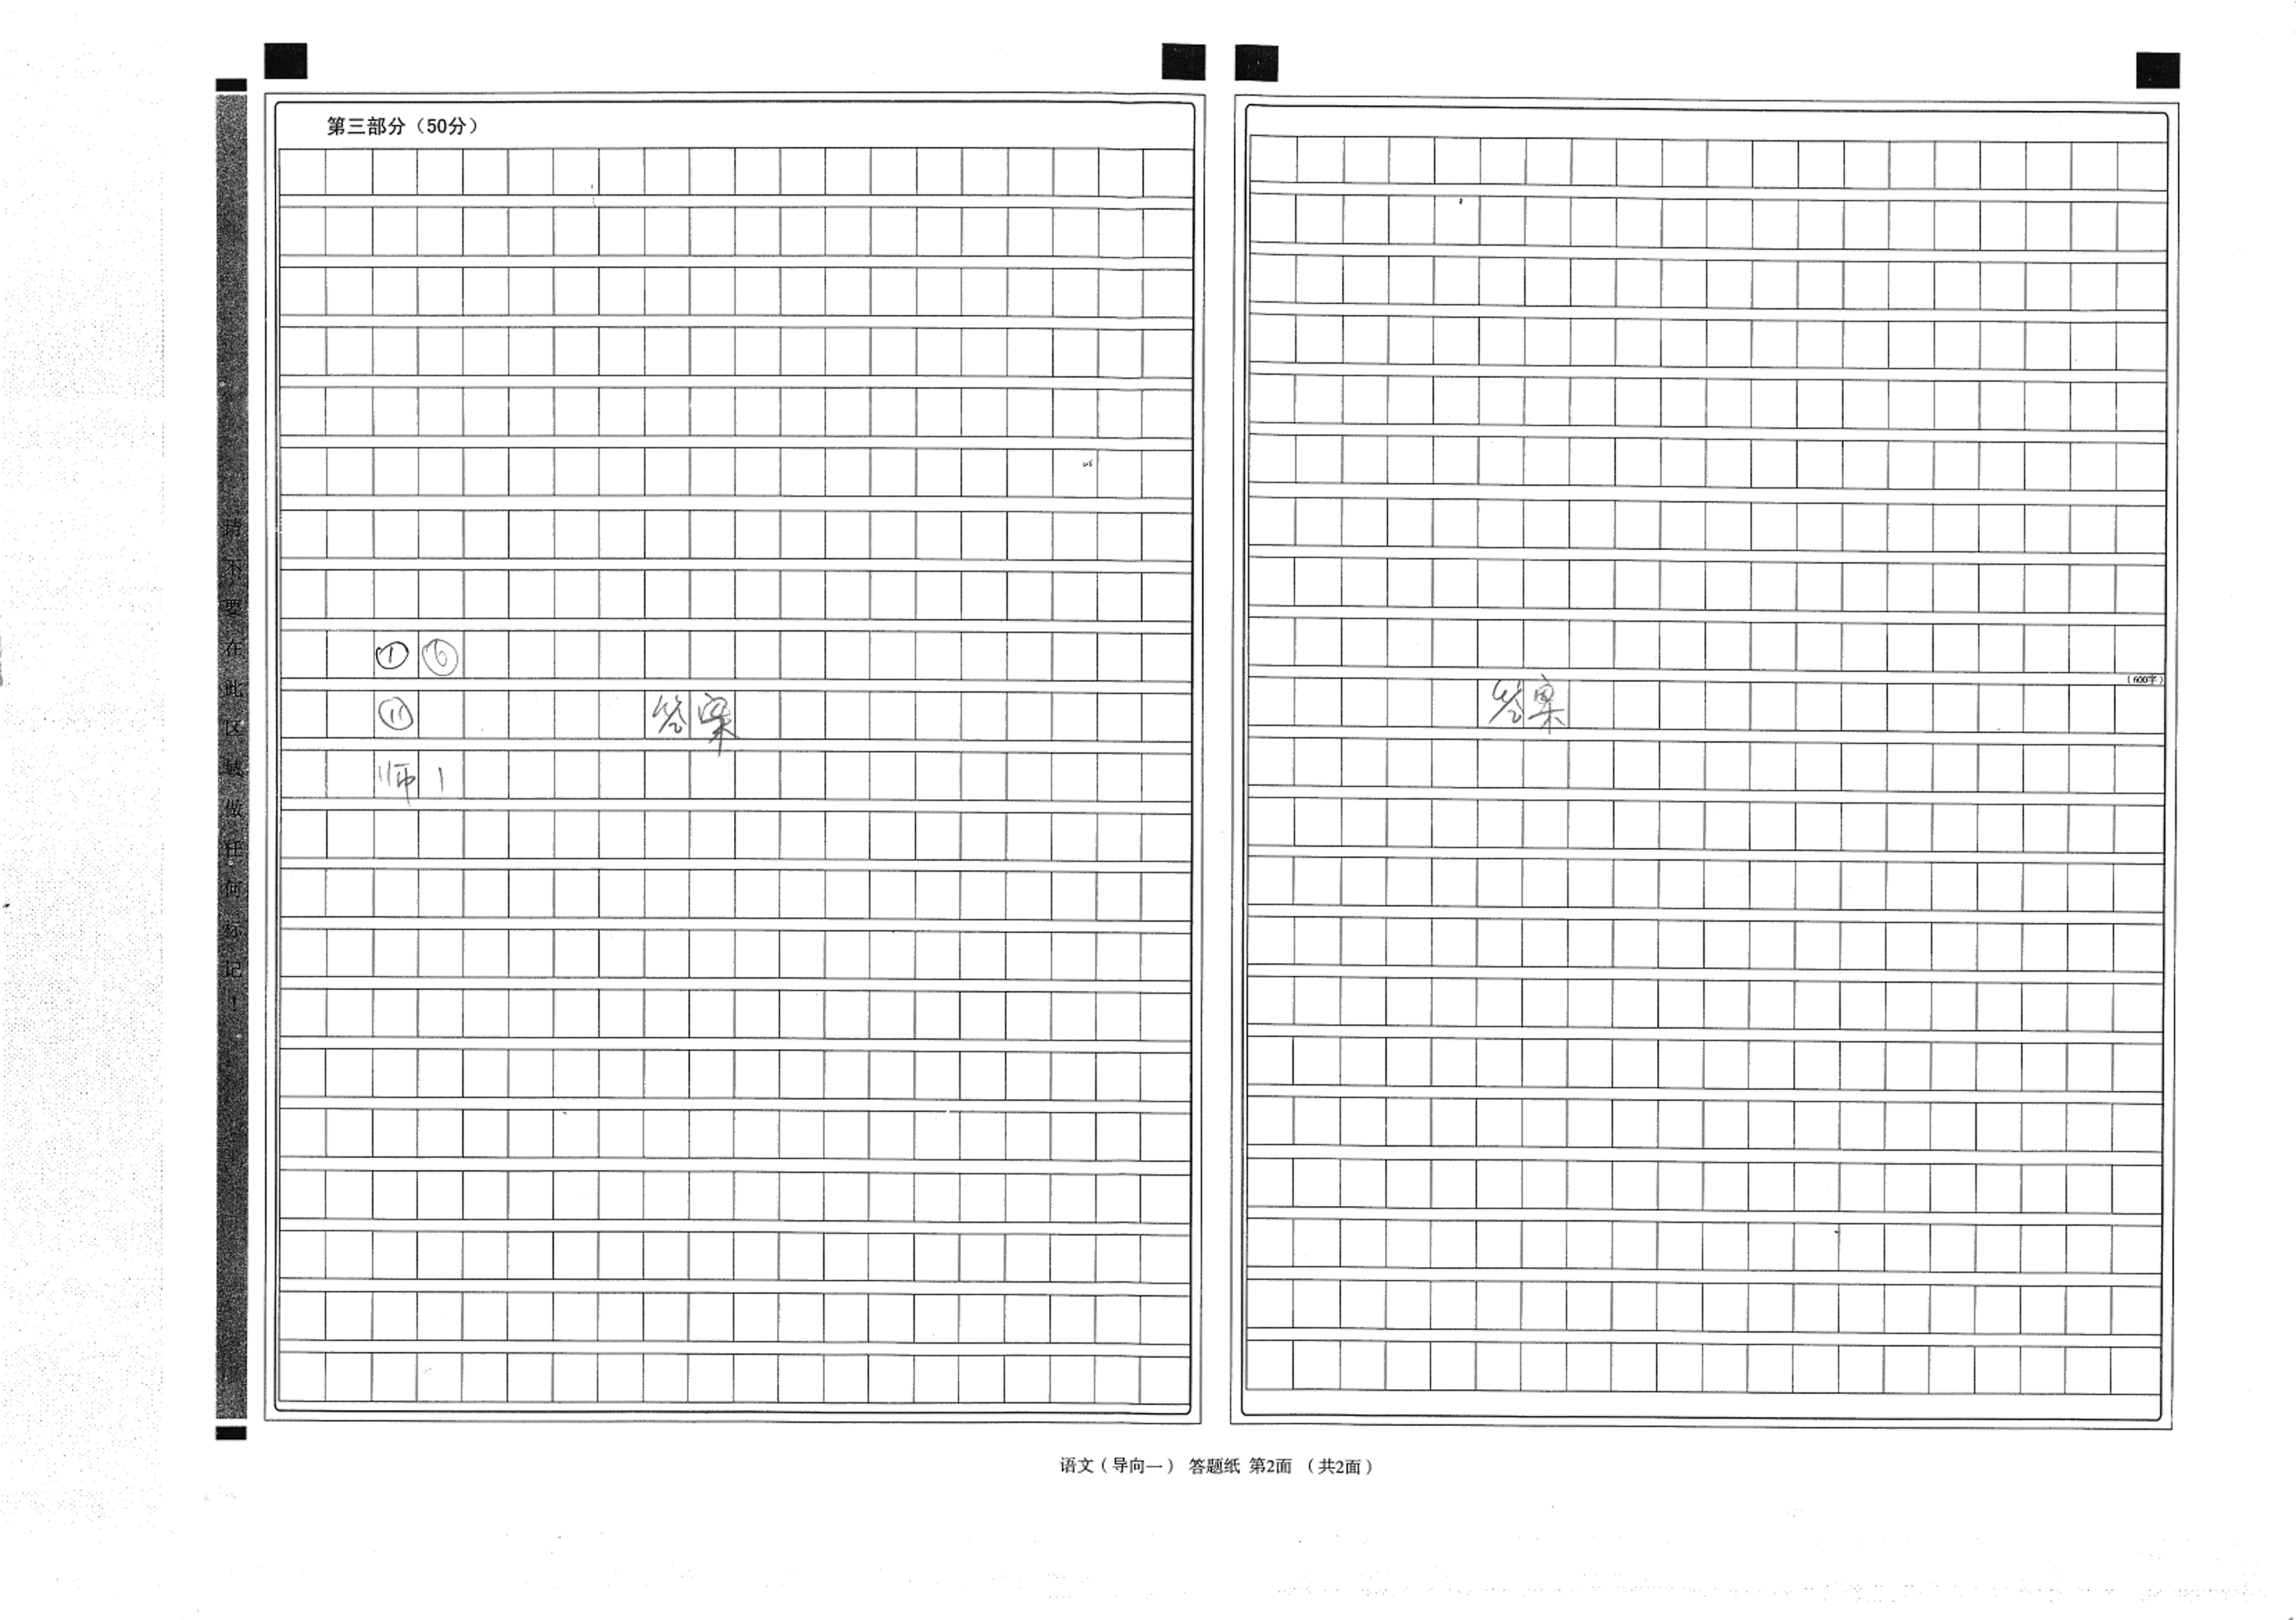 第三部分（50分）
① ⑥
⑪ 答案
师1
（600字）
答案
请不要在此区域做任何标记！
语文（导向一） 答题纸 第2面 （共2面）